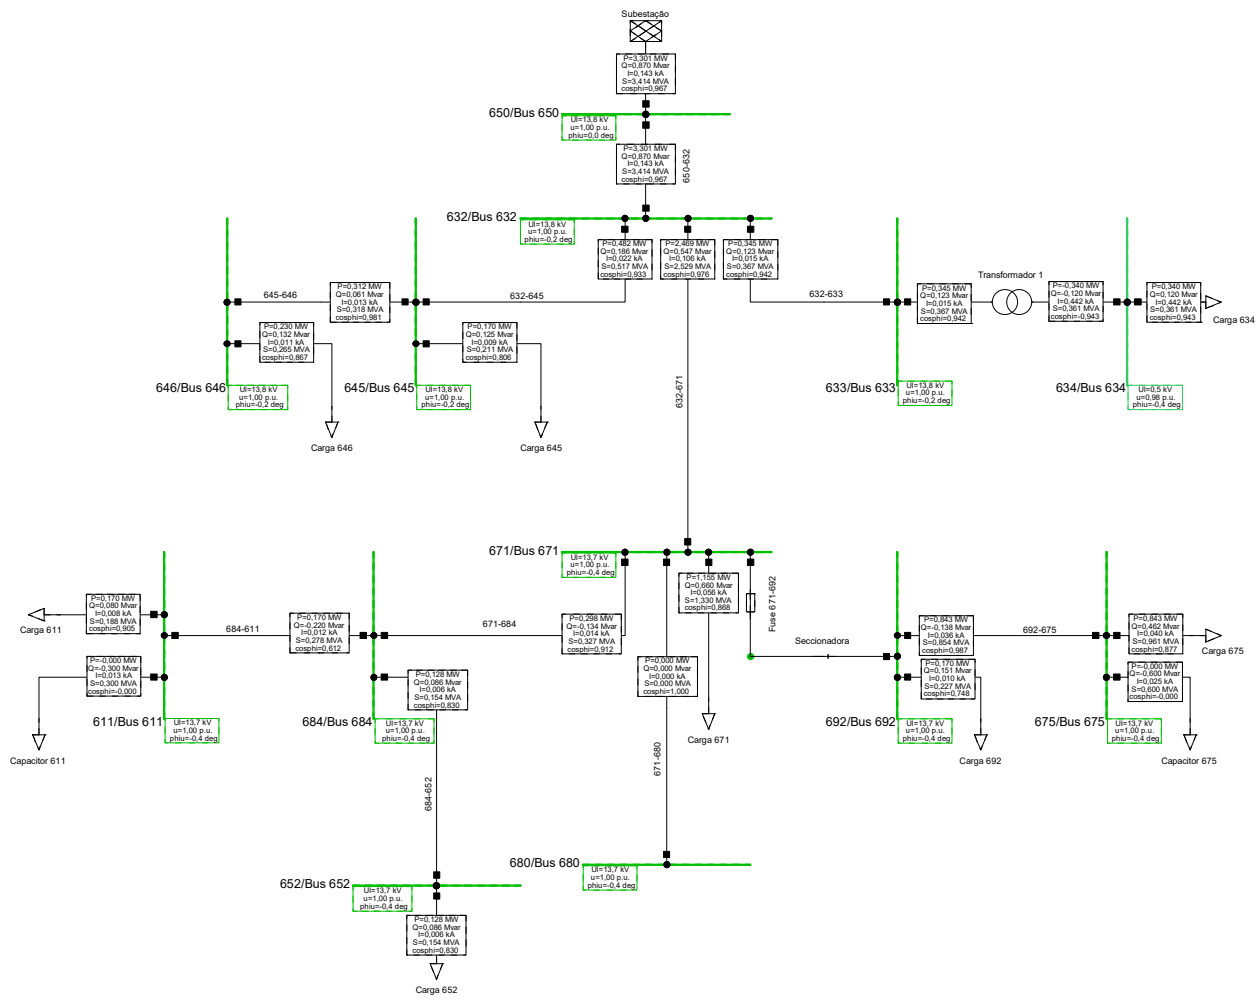 Subestação
P=3,301 MW
Q=0,870 Mvar
I=0,143 kA
S=3,414 MVA
cosphi=0,967
650/Bus 650
Ul=13,8 kV
u=1,00 p.u.
phiu=0,0 deg
P=3,301 MW
Q=0,870 Mvar
I=0,143 kA
S=3,414 MVA
cosphi=0,967
650-632
632/Bus 632
Ul=13,8 kV
u=1,00 p.u.
phiu=-0,2 deg
P=0,482 MW
Q=0,186 Mvar
I=0,022 kA
S=0,517 MVA
cosphi=0,933
P=2,469 MW
Q=0,547 Mvar
I=0,106 kA
S=2,529 MVA
cosphi=0,976
P=0,345 MW
Q=0,123 Mvar
I=0,015 kA
S=0,367 MVA
cosphi=0,942
645-646
P=0,312 MW
Q=0,061 Mvar
I=0,013 kA
S=0,318 MVA
cosphi=0,981
632-645
632-633
P=0,345 MW
Q=0,123 Mvar
I=0,015 kA
S=0,367 MVA
cosphi=0,942
Transformador 1
P=-0,340 MW
Q=-0,120 Mvar
I=0,442 kA
S=0,361 MVA
cosphi=-0,943
P=0,340 MW
Q=0,120 Mvar
I=0,442 kA
S=0,361 MVA
cosphi=0,943
Carga 634
P=0,230 MW
Q=0,132 Mvar
I=0,011 kA
S=0,265 MVA
cosphi=0,867
P=0,170 MW
Q=0,125 Mvar
I=0,009 kA
S=0,211 MVA
cosphi=0,806
646/Bus 646
Ul=13,8 kV
u=1,00 p.u.
phiu=-0,2 deg
645/Bus 645
Ul=13,8 kV
u=1,00 p.u.
phiu=-0,2 deg
632-671
633/Bus 633
Ul=13,8 kV
u=1,00 p.u.
phiu=-0,2 deg
634/Bus 634
Ul=0,5 kV
u=0,98 p.u.
phiu=-0,4 deg
Carga 646
Carga 645
671/Bus 671
Ul=13,7 kV
u=1,00 p.u.
phiu=-0,4 deg
P=1,155 MW
Q=0,660 Mvar
I=0,056 kA
S=1,330 MVA
cosphi=0,868
Fuse 671-692
P=0,170 MW
Q=0,080 Mvar
I=0,008 kA
S=0,188 MVA
cosphi=0,905
Carga 611
684-611
P=0,170 MW
Q=-0,220 Mvar
I=0,012 kA
S=0,278 MVA
cosphi=0,612
671-684
P=0,298 MW
Q=-0,134 Mvar
I=0,014 kA
S=0,327 MVA
cosphi=0,912
Seccionadora
P=0,843 MW
Q=-0,138 Mvar
I=0,036 kA
S=0,854 MVA
cosphi=0,987
692-675
P=0,843 MW
Q=0,462 Mvar
I=0,040 kA
S=0,961 MVA
cosphi=0,877
Carga 675
P=-0,000 MW
Q=-0,300 Mvar
I=0,013 kA
S=0,300 MVA
cosphi=-0,000
P=0,128 MW
Q=0,086 Mvar
I=0,006 kA
S=0,154 MVA
cosphi=0,830
P=0,000 MW
Q=0,000 Mvar
I=0,000 kA
S=0,000 MVA
cosphi=1,000
P=0,170 MW
Q=0,151 Mvar
I=0,010 kA
S=0,227 MVA
cosphi=0,748
P=-0,000 MW
Q=-0,600 Mvar
I=0,025 kA
S=0,600 MVA
cosphi=-0,000
611/Bus 611
Ul=13,7 kV
u=1,00 p.u.
phiu=-0,4 deg
684/Bus 684
Ul=13,7 kV
u=1,00 p.u.
phiu=-0,4 deg
Carga 671
692/Bus 692
Ul=13,7 kV
u=1,00 p.u.
phiu=-0,4 deg
675/Bus 675
Ul=13,7 kV
u=1,00 p.u.
phiu=-0,4 deg
Capacitor 611
Carga 692
Capacitor 675
684-652
671-680
680/Bus 680
Ul=13,7 kV
u=1,00 p.u.
phiu=-0,4 deg
652/Bus 652
Ul=13,7 kV
u=1,00 p.u.
phiu=-0,4 deg
P=0,128 MW
Q=0,086 Mvar
I=0,006 kA
S=0,154 MVA
cosphi=0,830
Carga 652